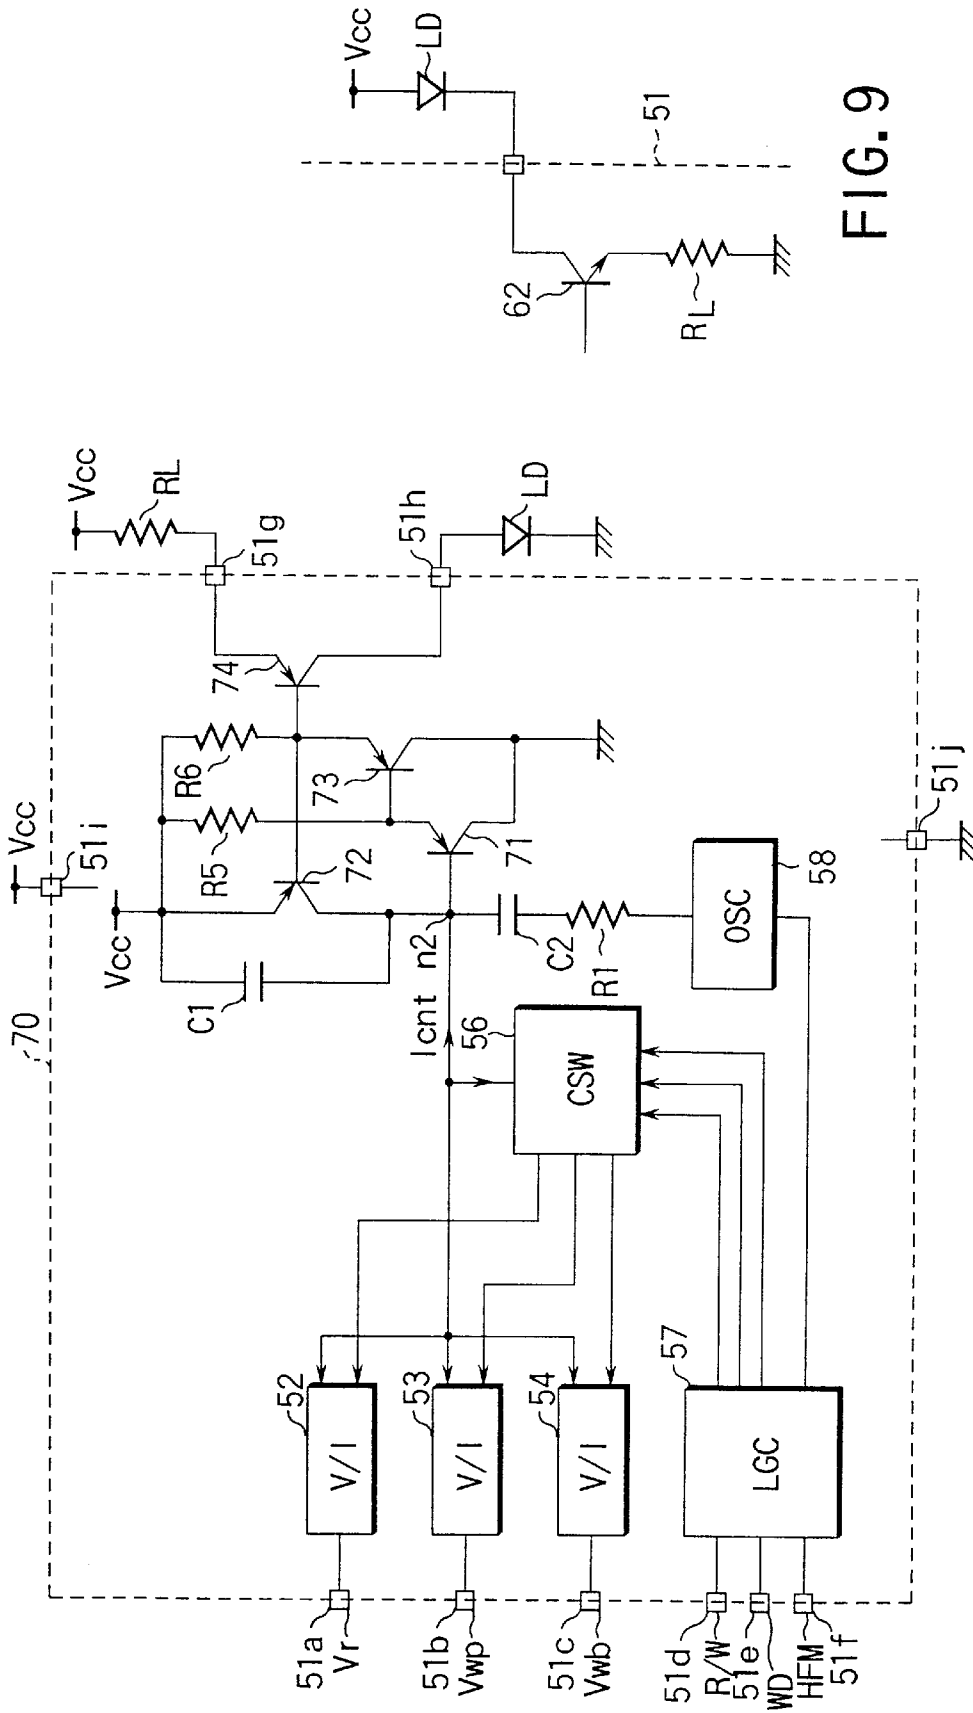 70
Vcc
51i
Vcc
C1
R5
R6
72
73
71
74
Vcc
RL
51g
51h
LD
Icnt
n2
C2
R1
OSC
58
51j
56
CSW
52
V/I
53
V/I
54
V/I
57
LGC
51a
Vr
51b
Vwp
51c
Vwb
51d
R/W
51e
WD
HFM
51f
Vcc
LD
51
62
RL
FIG. 9